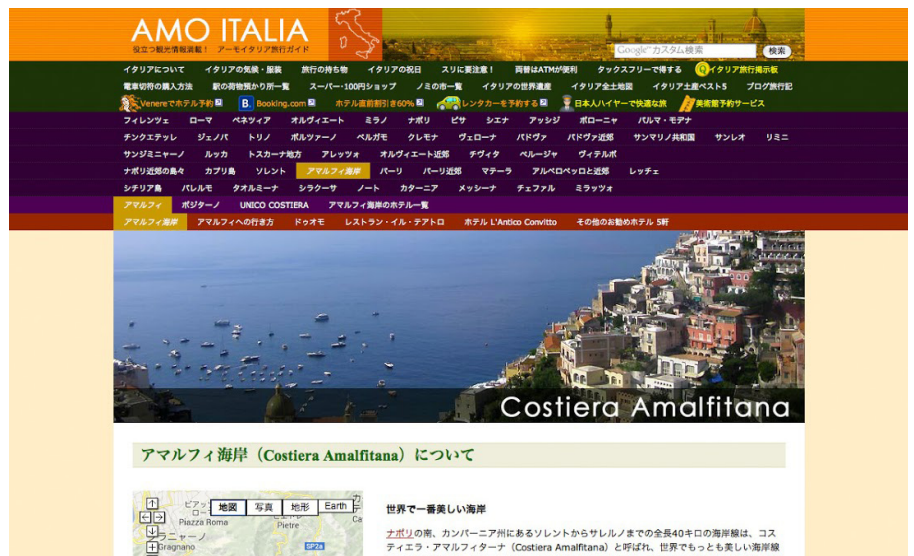 AMO ITALIA
役立つ観光情報満載！ アーモイタリア旅行ガイド
Google™カスタム検索 検索
イタリアについて イタリアの気候・服装 旅行の持ち物 イタリアの祝日 スリに要注意！ 両替はATMが便利 タックスフリーで得する イタリア旅行掲示板
電車切符の購入方法 駅の荷物預かり所一覧 スーパー・100円ショップ ノミの市一覧 イタリアの世界遺産 イタリア全土地図 イタリア土産ベスト5 ブログ旅行記
Venereでホテル予約 Booking.com ホテル直前割引き60% レンタカーを予約する 日本人ハイヤーで快適な旅 美術館予約サービス
フィレンツェ ローマ ベネツィア オルヴィエート ミラノ ナポリ ピサ シエナ アッシジ ボローニャ パルマ・モデナ
チンクエテッレ ジェノバ トリノ ボルツァーノ ベルガモ クレモナ ヴェローナ パドヴァ パドヴァ近郊 サンマリノ共和国 サンレオ リミニ
サンジミニャーノ ルッカ トスカーナ地方 アレッツォ オルヴィエート近郊 チヴィタ ペルージャ ヴィテルボ
ナポリ近郊の島々 カプリ島 ソレント アマルフィ海岸 バーリ バーリ近郊 マテーラ アルベロベッロと近郊 レッチェ
シチリア島 パレルモ タオルミーナ シラクーサ ノート カターニア メッシーナ チェファル ミラッツォ
アマルフィ ポジターノ UNICO COSTIERA アマルフィ海岸のホテル一覧
アマルフィ海岸 アマルフィへの行き方 ドゥオモ レストラン・イル・テアトロ ホテル L'Antico Convitto その他のお勧めホテル 5軒
Costiera Amalfitana
アマルフィ海岸（Costiera Amalfitana）について
地図 写真 地形 Earth
Piazza Roma
Pietre
Gragnano
SP2a
世界で一番美しい海岸
ナポリの南、カンパーニア州にあるソレントからサレルノまでの全長40キロの海岸線は、コス
ティエラ・アマルフィターナ（Costiera Amalfitana）と呼ばれ、世界でもっとも美しい海岸線